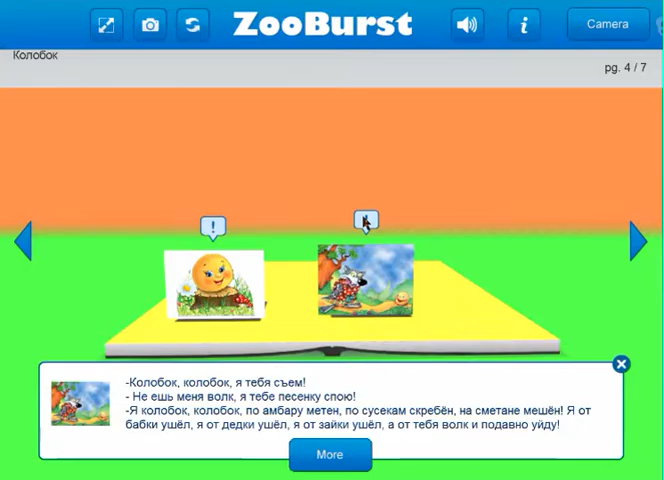 ZooBurst
i
Camera
Колобок
pg. 4 / 7
!
-Колобок, колобок, я тебя съем!
- Не ешь меня волк, я тебе песенку спою!
-Я колобок, колобок, по амбару метен, по сусекам скребён, на сметане мешён! Я от
бабки ушёл, я от дедки ушёл, я от зайки ушёл, а от тебя волк и подавно уйду!
More